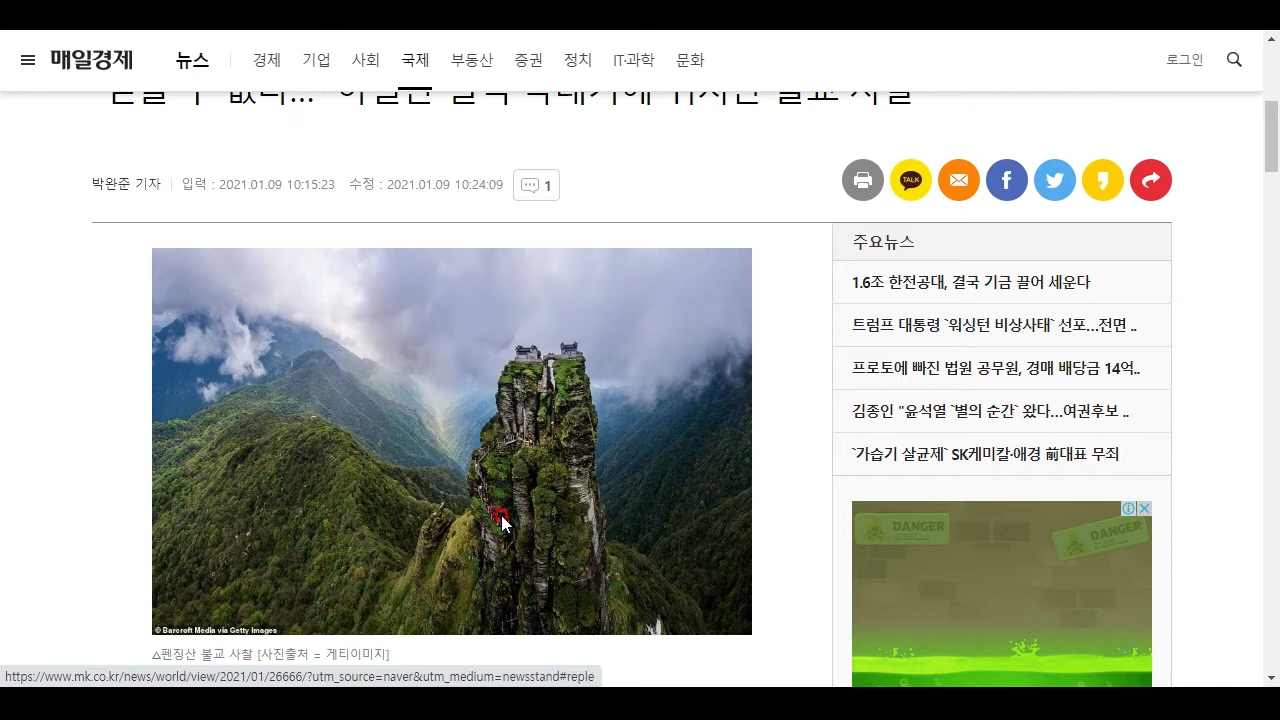 매일경제
뉴스
경제 기업 사회 국제 부동산 증권 정치 IT·과학 문화
로그인
박완준 기자 입력 : 2021.01.09 10:15:23 수정 : 2021.01.09 10:24:09 1
TALK
주요뉴스
1.6조 한전공대, 결국 기금 끌어 세운다
트럼프 대통령 `워싱턴 비상사태` 선포…전면 ..
프로토에 빠진 법원 공무원, 경매 배당금 14억..
김종인 "윤석열 `별의 순간` 왔다…여권후보 ..
`가습기 살균제` SK케미칼·애경 前대표 무죄
DANGER
DANGER
© Barcroft Media via Getty Images
△펜징산 불교 사찰 [사진출처 = 게티이미지]
https://www.mk.co.kr/news/world/view/2021/01/26666/?utm_source=naver&utm_medium=newsstand#reple